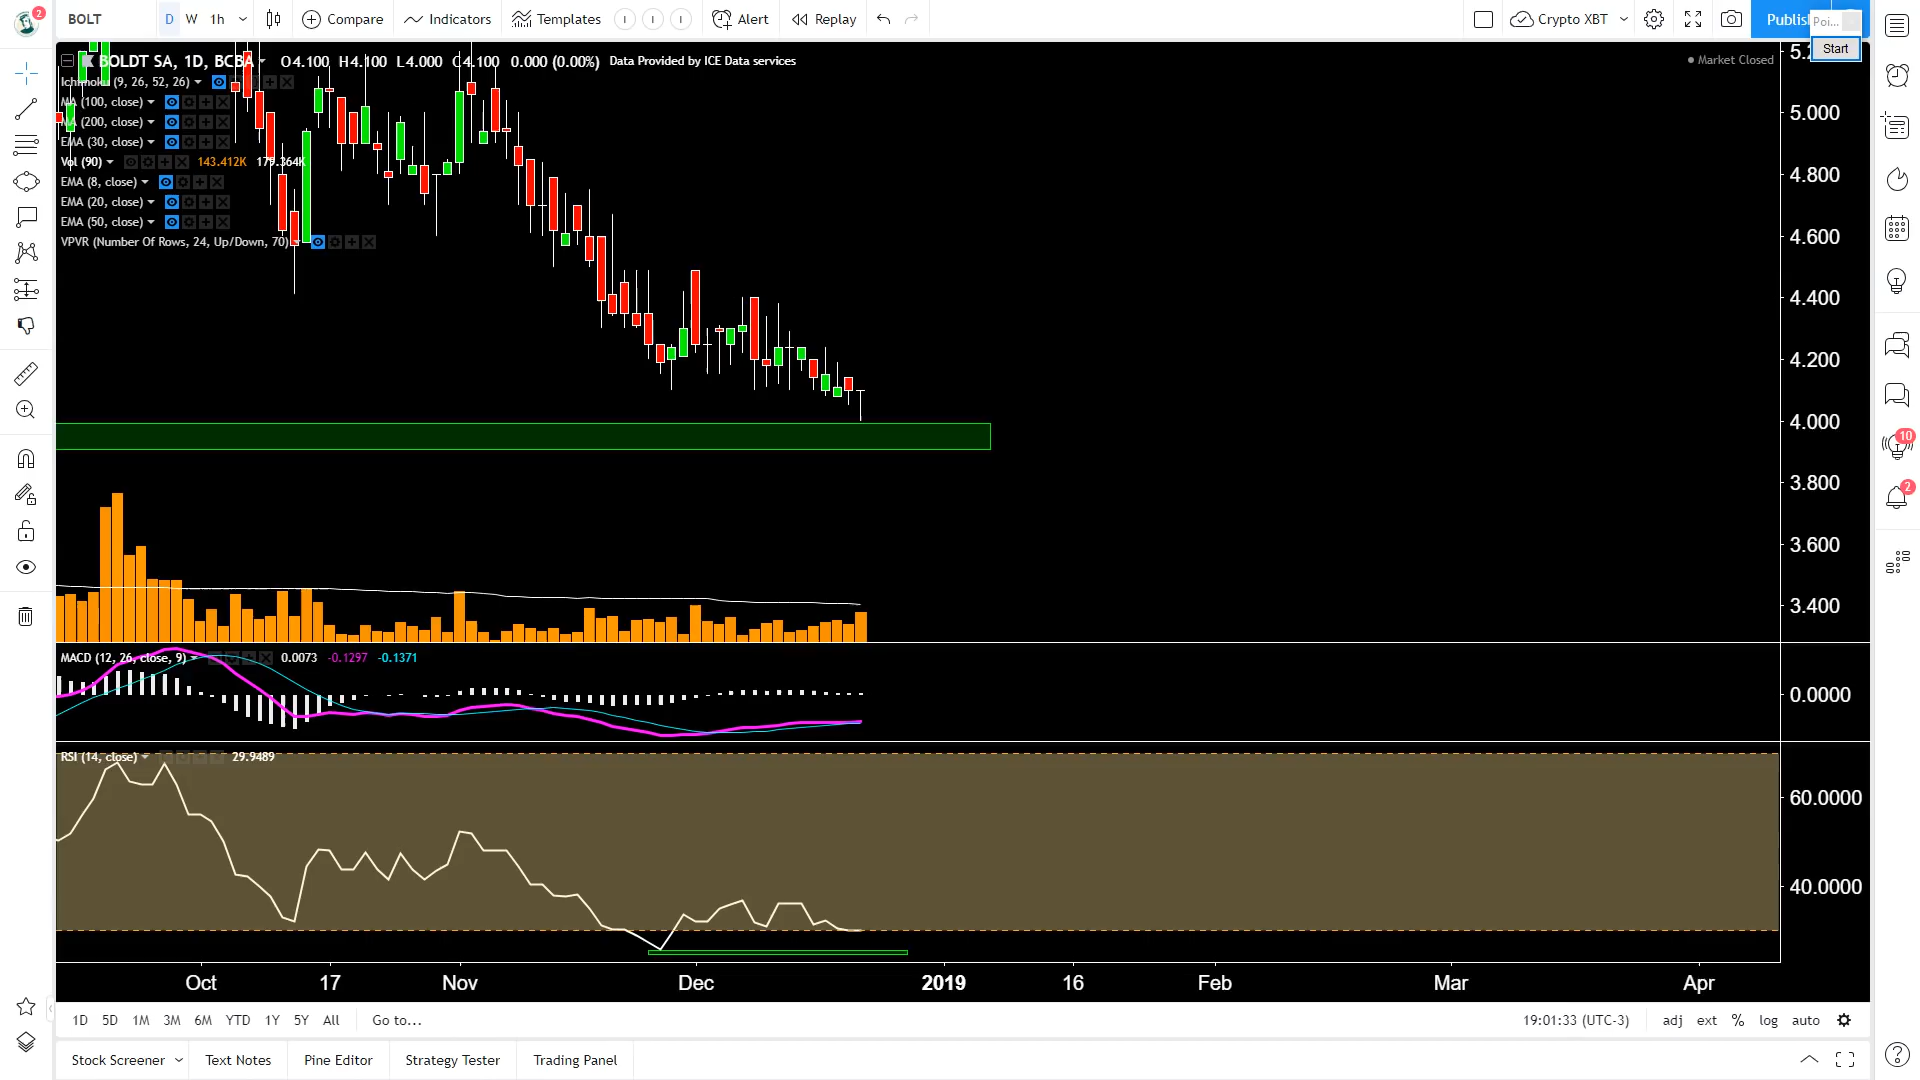 2
BOLT
D
W
1h
Compare
Indicators
Templates
Alert
Replay
Crypto XBT
Publish
Poi...
Start
BOLDT SA, 1D, BCBA
O4.100 H4.100 L4.000 C4.100 0.000 (0.00%)
Data Provided by ICE Data services
Market Closed
Ichimoku (9, 26, 52, 26)
MA (100, close)
MA (200, close)
EMA (30, close)
Vol (90) 143.412K 179.364K
EMA (8, close)
EMA (20, close)
EMA (50, close)
VPVR (Number Of Rows, 24, Up/Down, 70)
5.000
4.800
4.600
4.400
4.200
4.000
3.800
3.600
3.400
10
2
MACD (12, 26, close, 9) 0.0073 -0.1297 -0.1371
0.0000
RSI (14, close) 29.9489
60.0000
40.0000
Oct 17 Nov Dec 2019 16 Feb Mar Apr
1D 5D 1M 3M 6M YTD 1Y 5Y All Go to...
19:01:33 (UTC-3) adj ext % log auto
Stock Screener Text Notes Pine Editor Strategy Tester Trading Panel